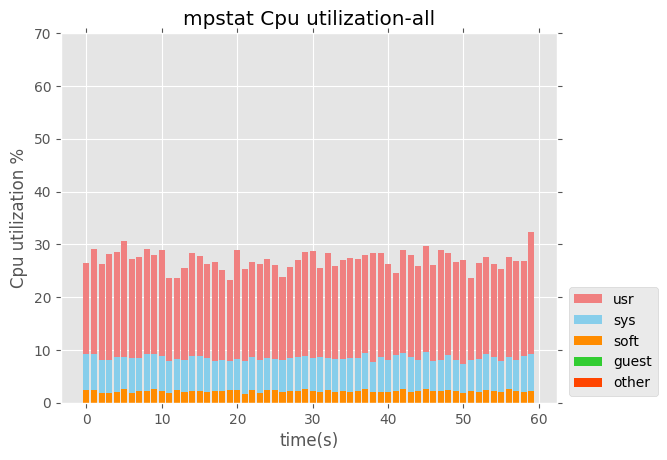 mpstat Cpu utilization-all
Cpu utilization %
70
60
50
40
30
20
10
0
0
10
20
30
40
50
60
time(s)
usr
sys
soft
guest
other